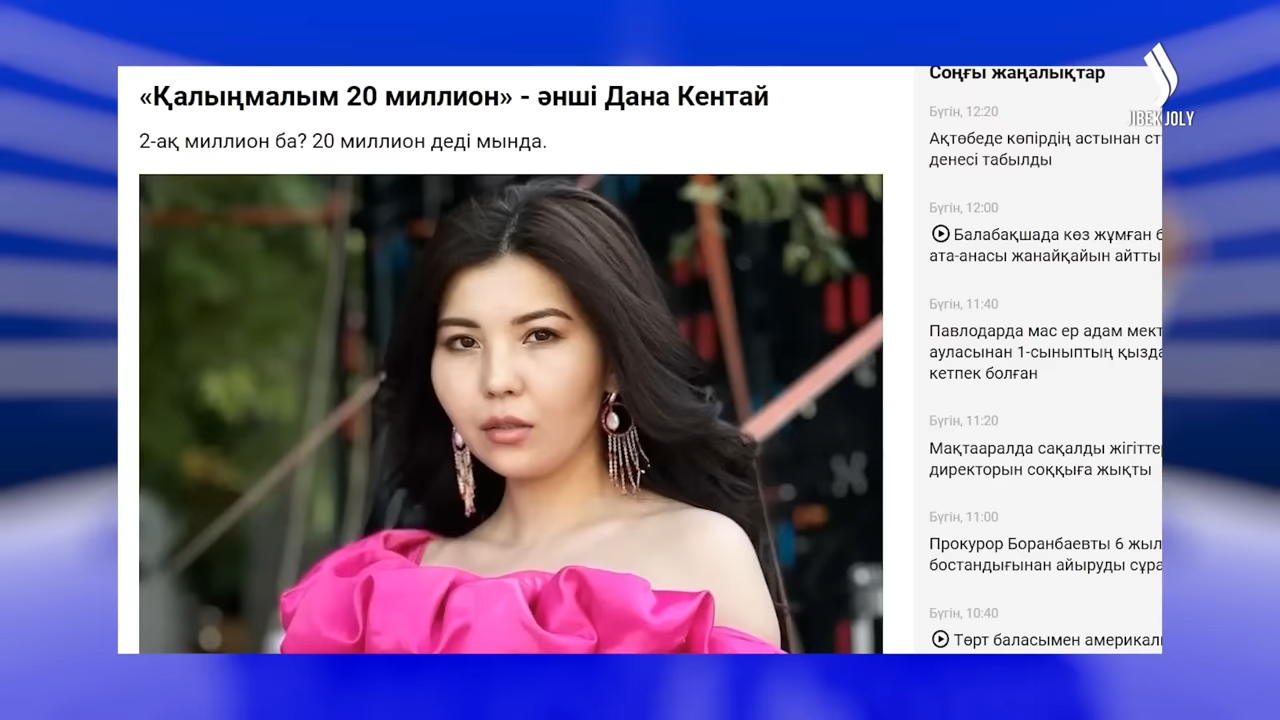 «Қалыңмалым 20 миллион» - әнші Дана Кентай
2-ақ миллион ба? 20 миллион деді мында.
Соңғы жаңалықтар
JIBEK JOLY
Бүгін, 12:20
Ақтөбеде көпірдің астынан
денесі табылды
Бүгін, 12:00
Балабақшада көз жұмған
ата-анасы жанайқайын айтты
Бүгін, 11:40
Павлодарда мас ер адам
ауласынан 1-сыныптың
кетпек болған
Бүгін, 11:20
Мақтааралда сақалды
директорын соққыға жықты
Бүгін, 11:00
Прокурор Боранбаевты 6
бостандығынан айыруды
Бүгін, 10:40
Төрт баласымен